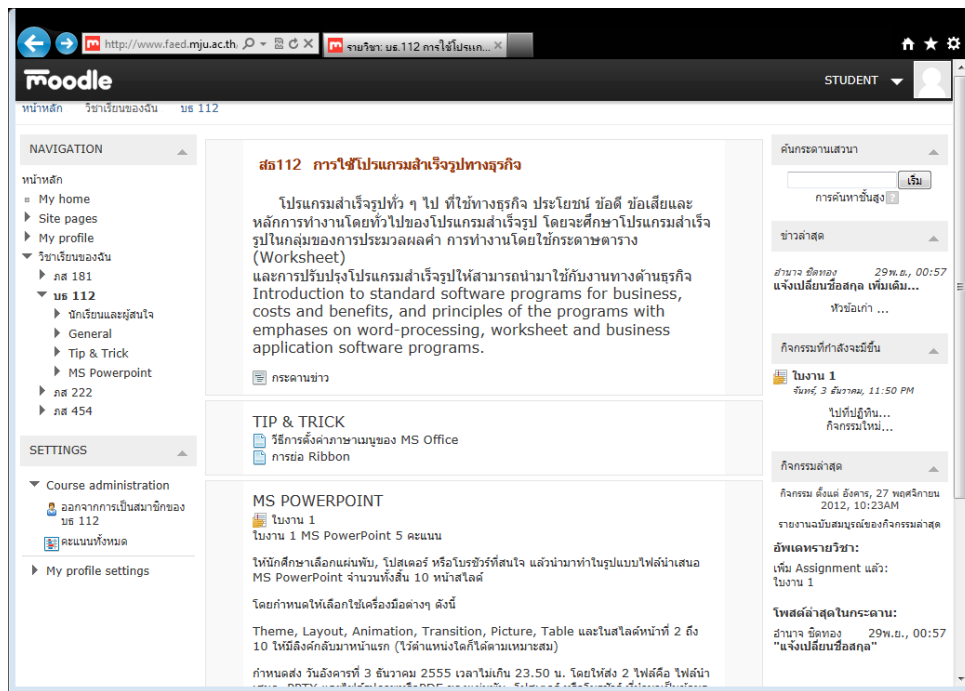 http://www.faed.mju.ac.th
รายวิชา: บธ.112 การใช้โปรแก...
moodle
STUDENT
หน้าหลัก วิชาเรียนของฉัน บธ 112
NAVIGATION
หน้าหลัก
My home
Site pages
My profile
วิชาเรียนของฉัน
ภส 181
บธ 112
นักเรียนและผู้สนใจ
General
Tip & Trick
MS Powerpoint
ภส 222
ภส 454
SETTINGS
Course administration
ออกจากการเป็นสมาชิกของ
บธ 112
คะแนนทั้งหมด
My profile settings
สธ112 การใช้โปรแกรมสำเร็จรูปทางธุรกิจ
โปรแกรมสำเร็จรูปทั่ว ๆ ไป ที่ใช้ทางธุรกิจ ประโยชน์ ข้อดี ข้อเสียและ
หลักการทำงานโดยทั่วไปของโปรแกรมสำเร็จรูป โดยจะศึกษาโปรแกรมสำเร็จ
รูปในกลุ่มของการประมวลผลคำ การทำงานโดยใช้กระดาษตาราง
(Worksheet)
และการปรับปรุงโปรแกรมสำเร็จรูปให้สามารถนำมาใช้กับงานทางด้านธุรกิจ
Introduction to standard software programs for business,
costs and benefits, and principles of the programs with
emphases on word-processing, worksheet and business
application software programs.
กระดานข่าว
TIP & TRICK
วิธีการตั้งค่าภาษาเมนูของ MS Office
การย่อ Ribbon
MS POWERPOINT
ใบงาน 1
ใบงาน 1 MS PowerPoint 5 คะแนน
ให้นักศึกษาเลือกแผ่นพับ, โปสเตอร์ หรือโบรชัวร์ที่สนใจ แล้วนำมาทำในรูปแบบไฟล์นำเสนอ
MS PowerPoint จำนวนทั้งสิ้น 10 หน้าสไลด์
โดยกำหนดให้เลือกใช้เครื่องมือต่างๆ ดังนี้
Theme, Layout, Animation, Transition, Picture, Table และในสไลด์หน้าที่ 2 ถึง
10 ให้มีลิงค์กลับมาหน้าแรก (ไว้ตำแหน่งใดก็ได้ตามเหมาะสม)
กำหนดส่ง วันอังคารที่ 3 ธันวาคม 2555 เวลาไม่เกิน 23.50 น. โดยให้ส่ง 2 ไฟล์คือ ไฟล์นำ
ค้นกระดานเสวนา
เริ่ม
การค้นหาขั้นสูง
ข่าวล่าสุด
อำนาจ ชิดทอง 29พ.ย., 00:57
แจ้งเปลี่ยนชื่อสกุล เพิ่มเติม...
หัวข้อเก่า ...
กิจกรรมที่กำลังจะมีขึ้น
ใบงาน 1
จันทร์, 3 ธันวาคม, 11:50 PM
ไปที่ปฏิทิน...
กิจกรรมใหม่...
กิจกรรมล่าสุด
กิจกรรม ตั้งแต่ อังคาร, 27 พฤศจิกายน
2012, 10:23AM
รายงานฉบับสมบูรณ์ของกิจกรรมล่าสุด
อัพเดทรายวิชา:
เพิ่ม Assignment แล้ว:
ใบงาน 1
โพสต์ล่าสุดในกระดาน:
อำนาจ ชิดทอง 29พ.ย., 00:57
"แจ้งเปลี่ยนชื่อสกุล"